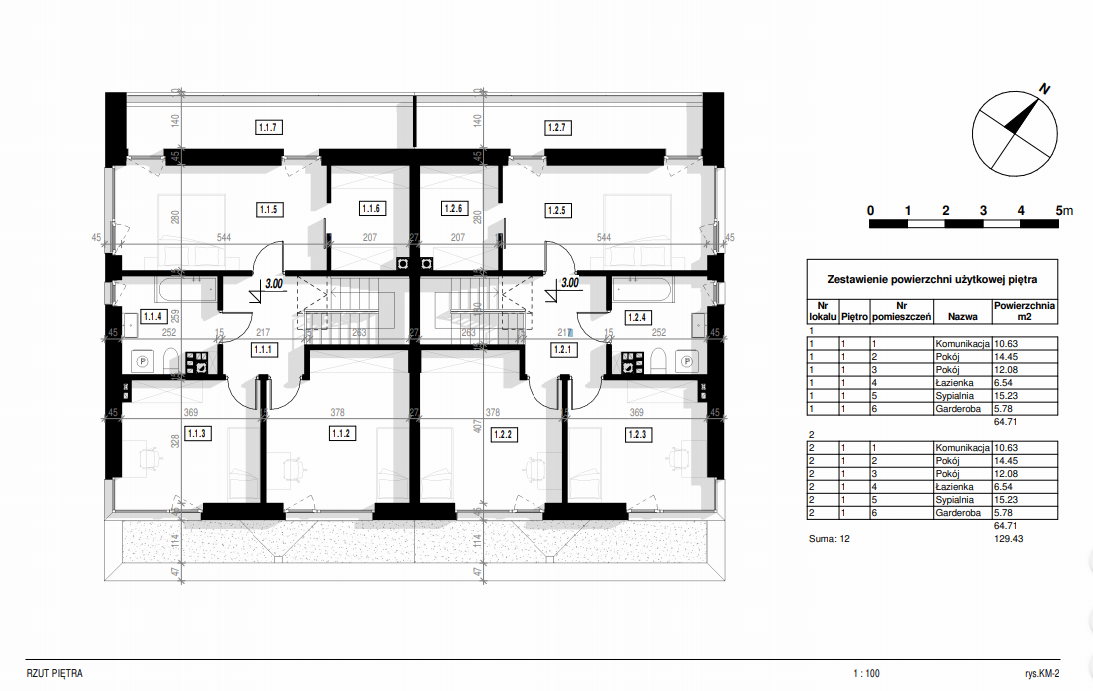 0
140
1.1.7
1.2.7
140
N
45
45
1.1.5
1.1.6
1.2.6
1.2.5
280
280
0 1 2 3 4 5m
45
544
207
27
207
544
45
3.00
3.00
Zestawienie powierzchni użytkowej piętra
Nr lokalu Piętro Nr pomieszczeń Nazwa Powierzchnia m2
1
1 1 1 Komunikacja 10.63
1 1 2 Pokój 14.45
1 1 3 Pokój 12.08
1 1 4 Łazienka 6.54
1 1 5 Sypialnia 15.23
1 1 6 Garderoba 5.78
64.71
2
2 1 1 Komunikacja 10.63
2 1 2 Pokój 14.45
2 1 3 Pokój 12.08
2 1 4 Łazienka 6.54
2 1 5 Sypialnia 15.23
2 1 6 Garderoba 5.78
64.71
Suma: 12 129.43
1.1.4
259
1.2.4
45
252
15
217
263
27
263
217
15
252
45
1.1.1
1.2.1
P
P
45
369
378
27
378
369
45
1.1.3
1.1.2
1.2.2
1.2.3
328
407
45
45
114
114
47
47
RZUT PIĘTRA
1 : 100
rys.KM-2